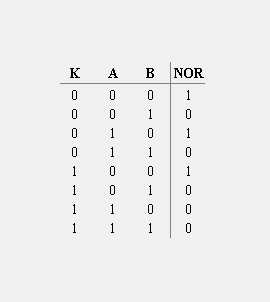 K A B NOR
0 0 0 1
0 0 1 0
0 1 0 1
0 1 1 0
1 0 0 1
1 0 1 0
1 1 0 0
1 1 1 0